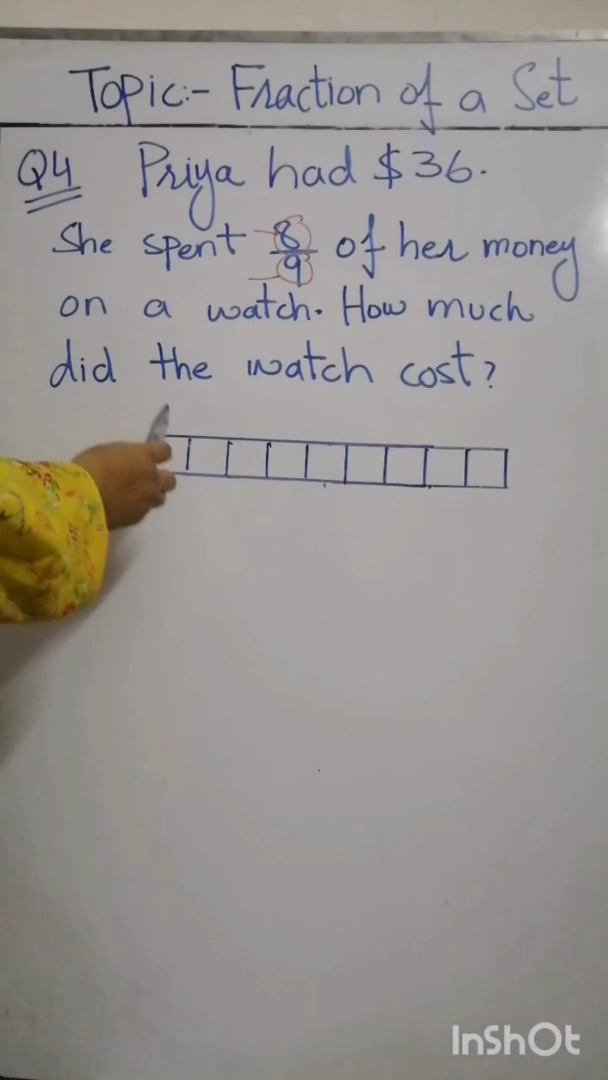 Topic:- Fraction of a Set
Q4 Priya had $36.
She spent 8/9 of her money
on a watch. How much
did the watch cost?
InShOt